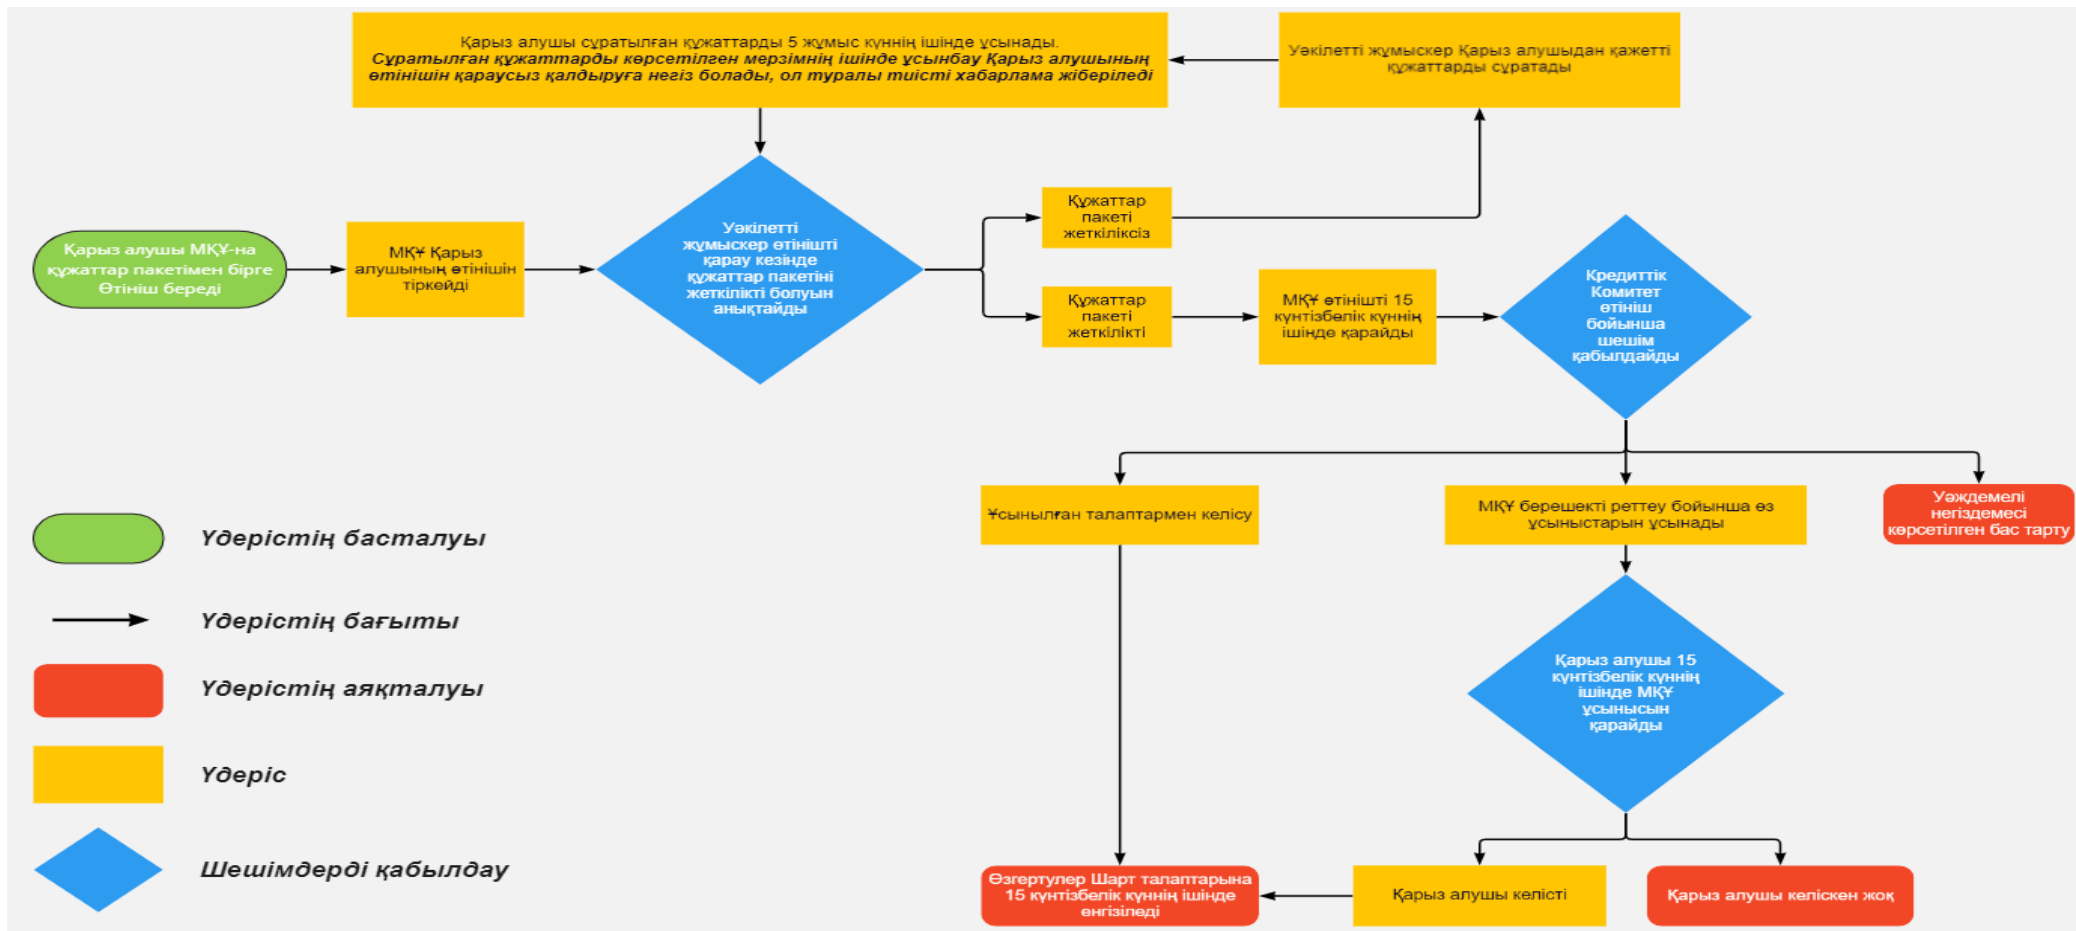 Қарыз алушы сұратылған құжаттарды 5 жұмыс күннің ішінде ұсынады.
Сұратылған құжаттарды көрсетілген мерзімнің ішінде ұсынбау Қарыз алушының
өтінішін қараусыз қалдыруға негіз болады, ол туралы тиісті хабарлама жіберіледі
Уәкілетті жұмыскер Қарыз алушыдан қажетті
құжаттарды сұратады
Қарыз алушы МҚҰ-на
құжаттар пакетімен бірге
Өтініш береді
МҚҰ Қарыз
алушының өтінішін
тіркейді
Уәкілетті
жұмыскер өтінішті
қарау кезінде
құжаттар пакетіні
жеткілікті болуын
анықтайды
Құжаттар
пакеті
жеткіліксіз
Құжаттар
пакеті
жеткілікті
МҚҰ өтінішті 15
күнтізбелік күннің
ішінде қарайды
Кредиттік
Комитет
өтініш
бойынша
шешім
қабылдайды
Ұсынылған талаптармен келісу
МҚҰ берешекті реттеу бойынша өз
ұсыныстарын ұсынады
Уәждемелі
негіздемесі
көрсетілген бас тарту
Қарыз алушы 15
күнтізбелік күннің
ішінде МҚҰ
ұсынысын
қарайды
Өзгертулер Шарт талаптарына
15 күнтізбелік күннің ішінде
енгізіледі
Қарыз алушы келісті
Қарыз алушы келіскен жоқ
Үдерістің басталуы
Үдерістің бағыты
Үдерістің аяқталуы
Үдеріс
Шешімдерді қабылдау